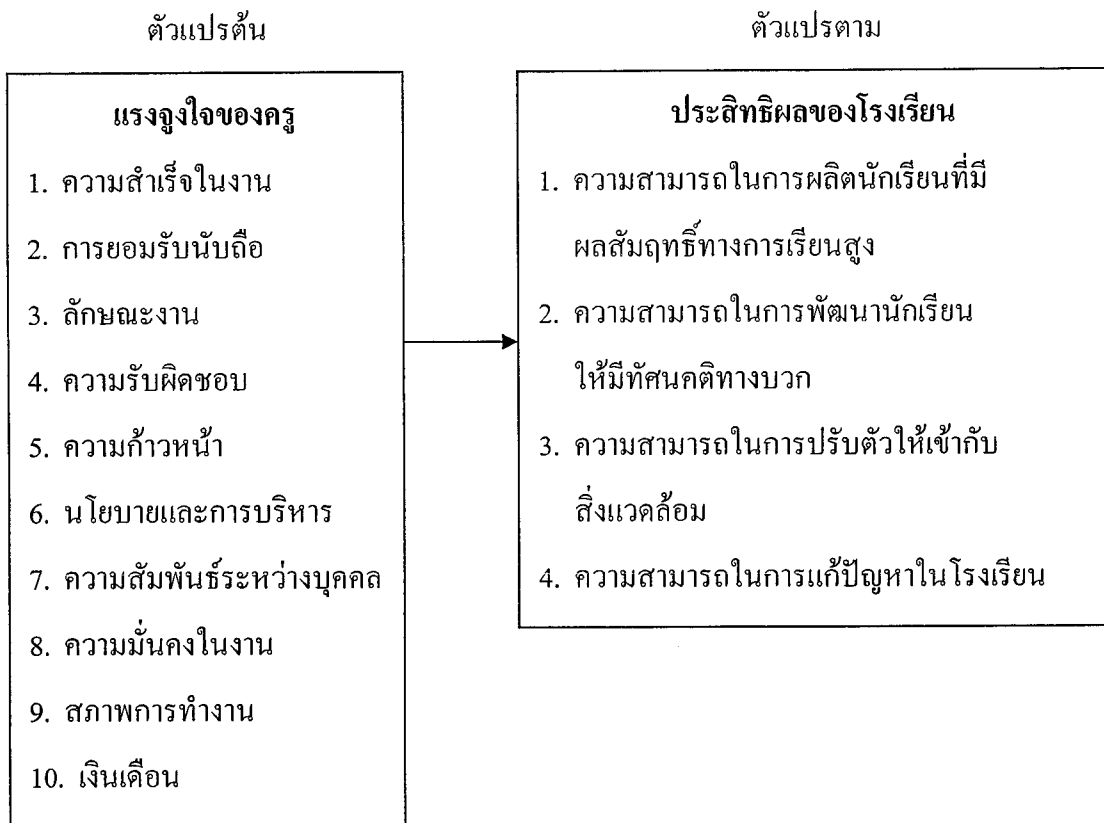 ตัวแปรต้น
แรงจูงใจของครู
1. ความสำเร็จในงาน
2. การยอมรับนับถือ
3. ลักษณะงาน
4. ความรับผิดชอบ
5. ความก้าวหน้า
6. นโยบายและการบริหาร
7. ความสัมพันธ์ระหว่างบุคคล
8. ความมั่นคงในงาน
9. สภาพการทำงาน
10. เงินเดือน
ตัวแปรตาม
ประสิทธิผลของโรงเรียน
1. ความสามารถในการผลิตนักเรียนที่มี
ผลสัมฤทธิ์ทางการเรียนสูง
2. ความสามารถในการพัฒนานักเรียน
ให้มีทัศนคติทางบวก
3. ความสามารถในการปรับตัวให้เข้ากับ
สิ่งแวดล้อม
4. ความสามารถในการแก้ปัญหาในโรงเรียน